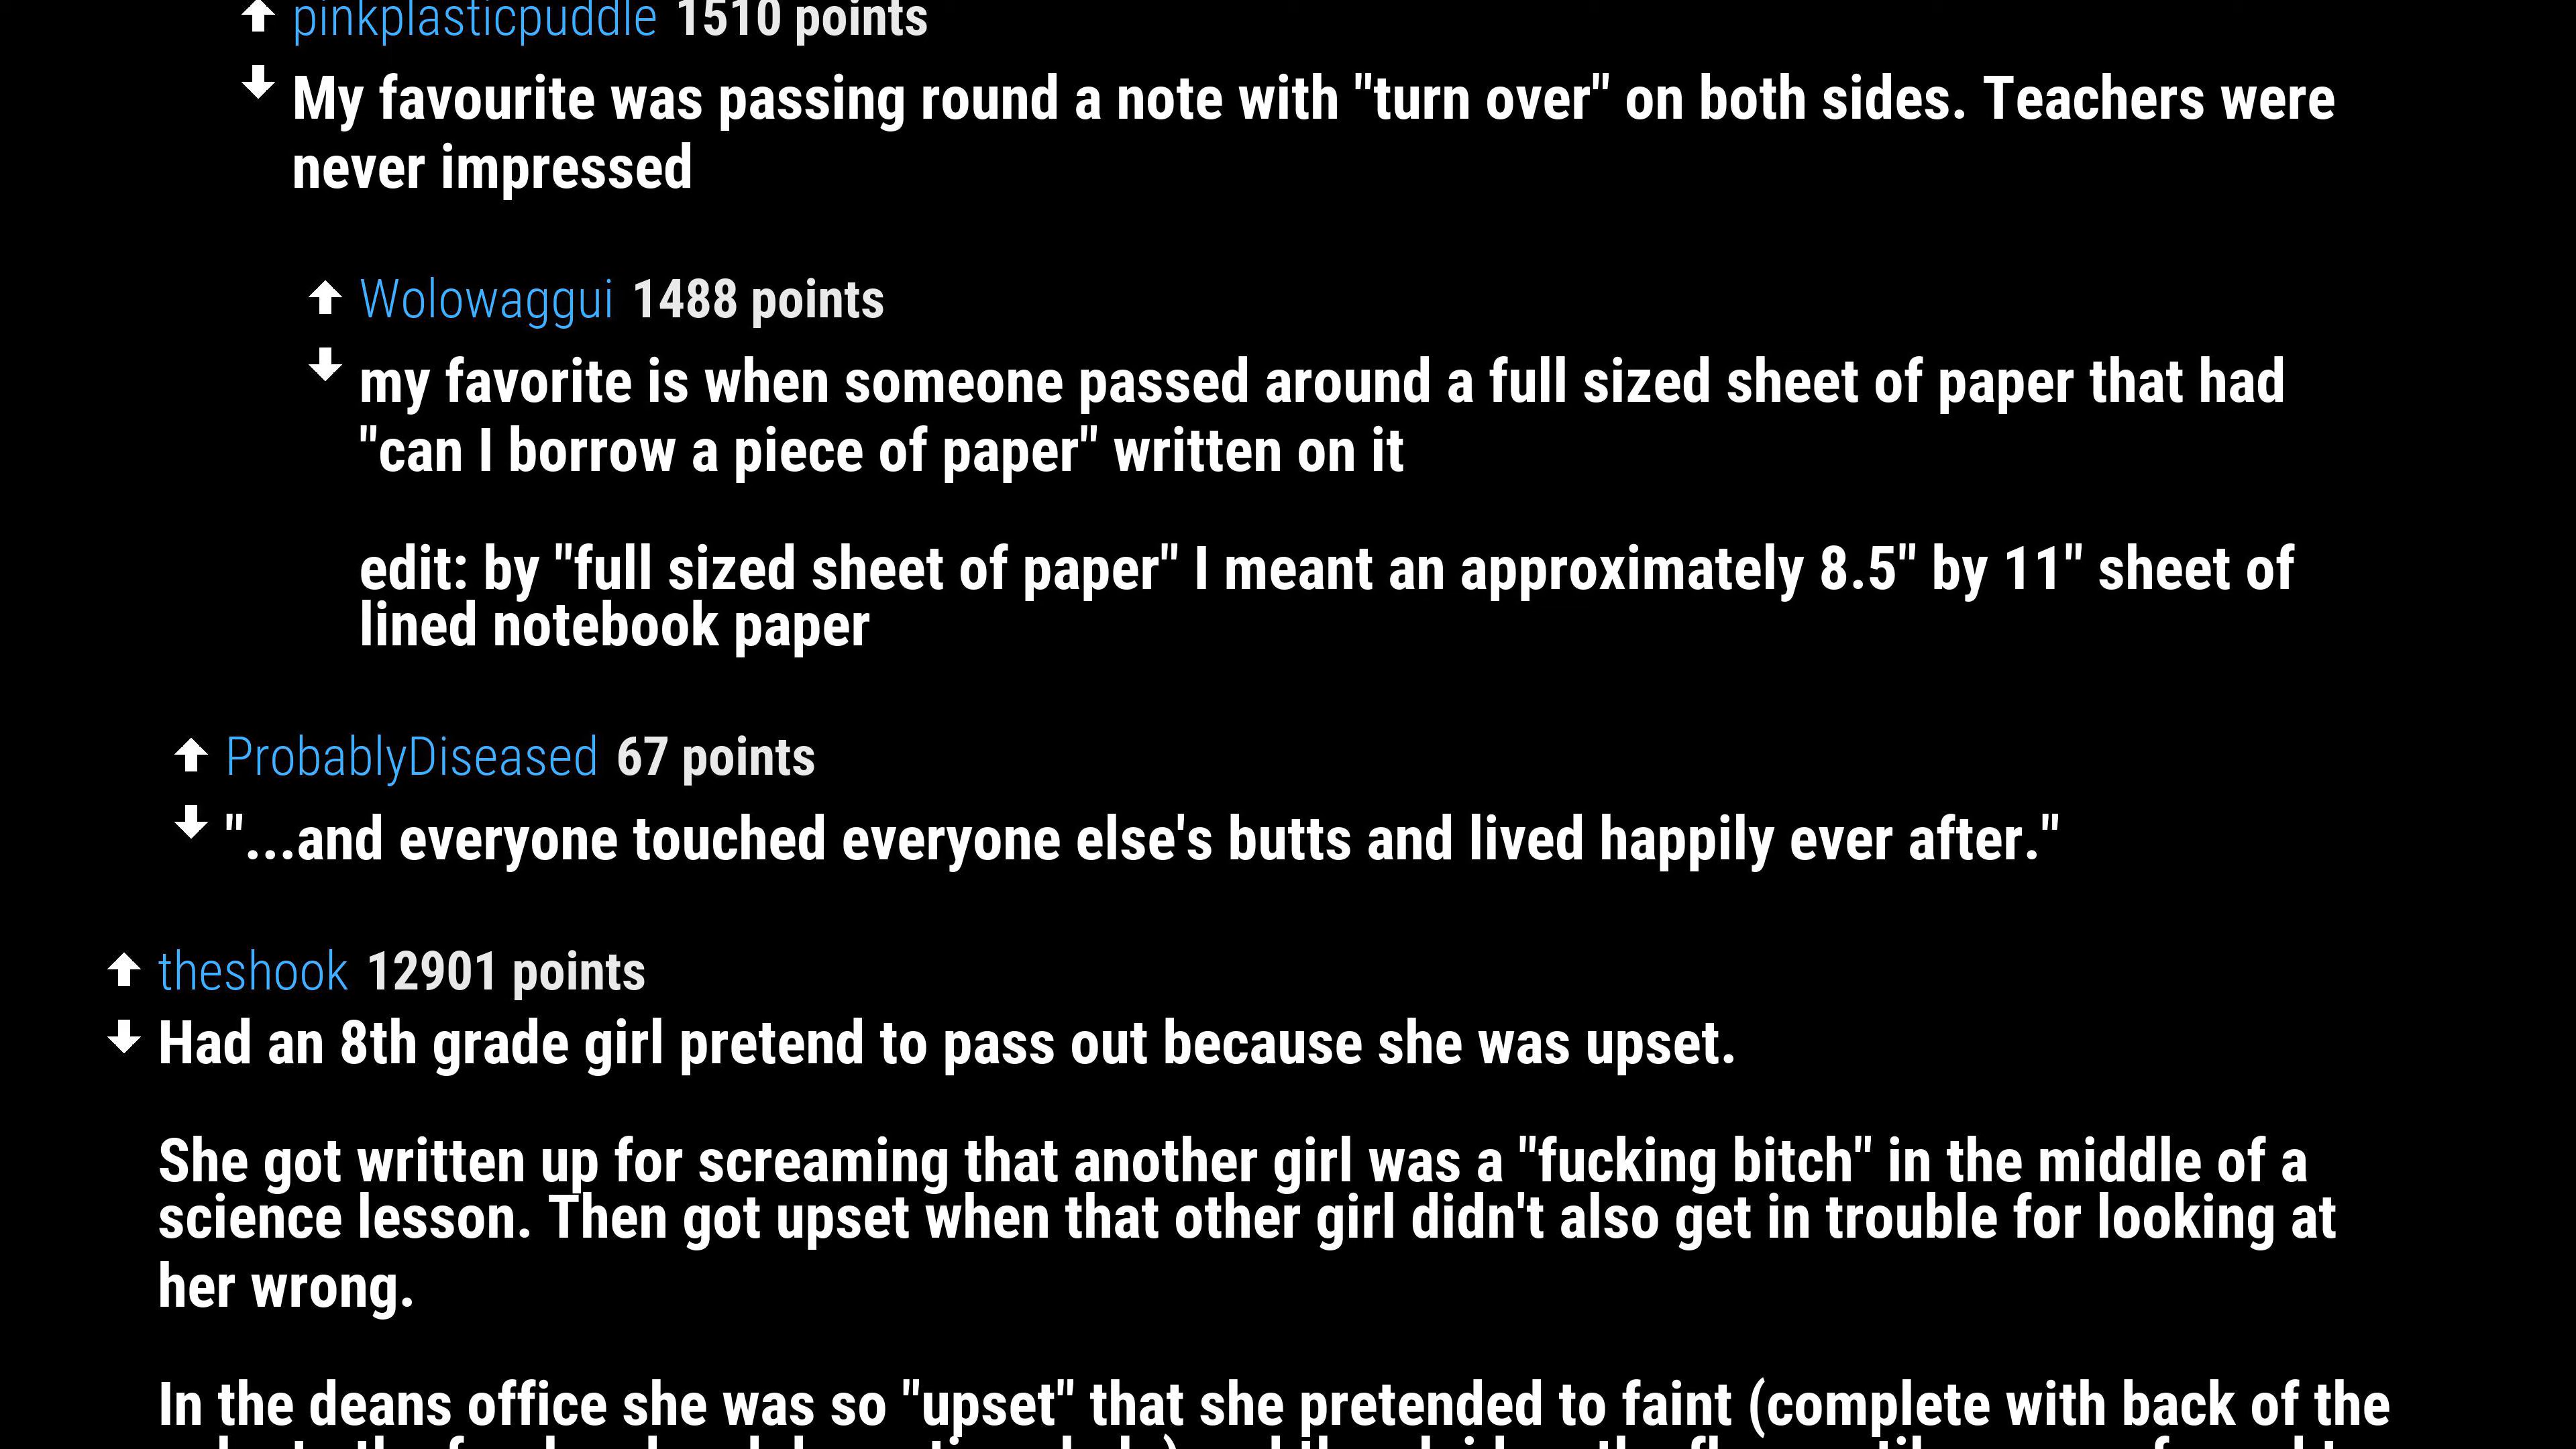 pinkplasticpuddle 1510 points
My favourite was passing round a note with "turn over" on both sides. Teachers were
never impressed
Wolowaggui 1488 points
my favorite is when someone passed around a full sized sheet of paper that had
"can I borrow a piece of paper" written on it
edit: by "full sized sheet of paper" I meant an approximately 8.5" by 11" sheet of
lined notebook paper
ProbablyDiseased 67 points
"...and everyone touched everyone else's butts and lived happily ever after."
theshook 12901 points
Had an 8th grade girl pretend to pass out because she was upset.
She got written up for screaming that another girl was a "fucking bitch" in the middle of a
science lesson. Then got upset when that other girl didn't also get in trouble for looking at
her wrong.
In the deans office she was so "upset" that she pretended to faint (complete with back of the